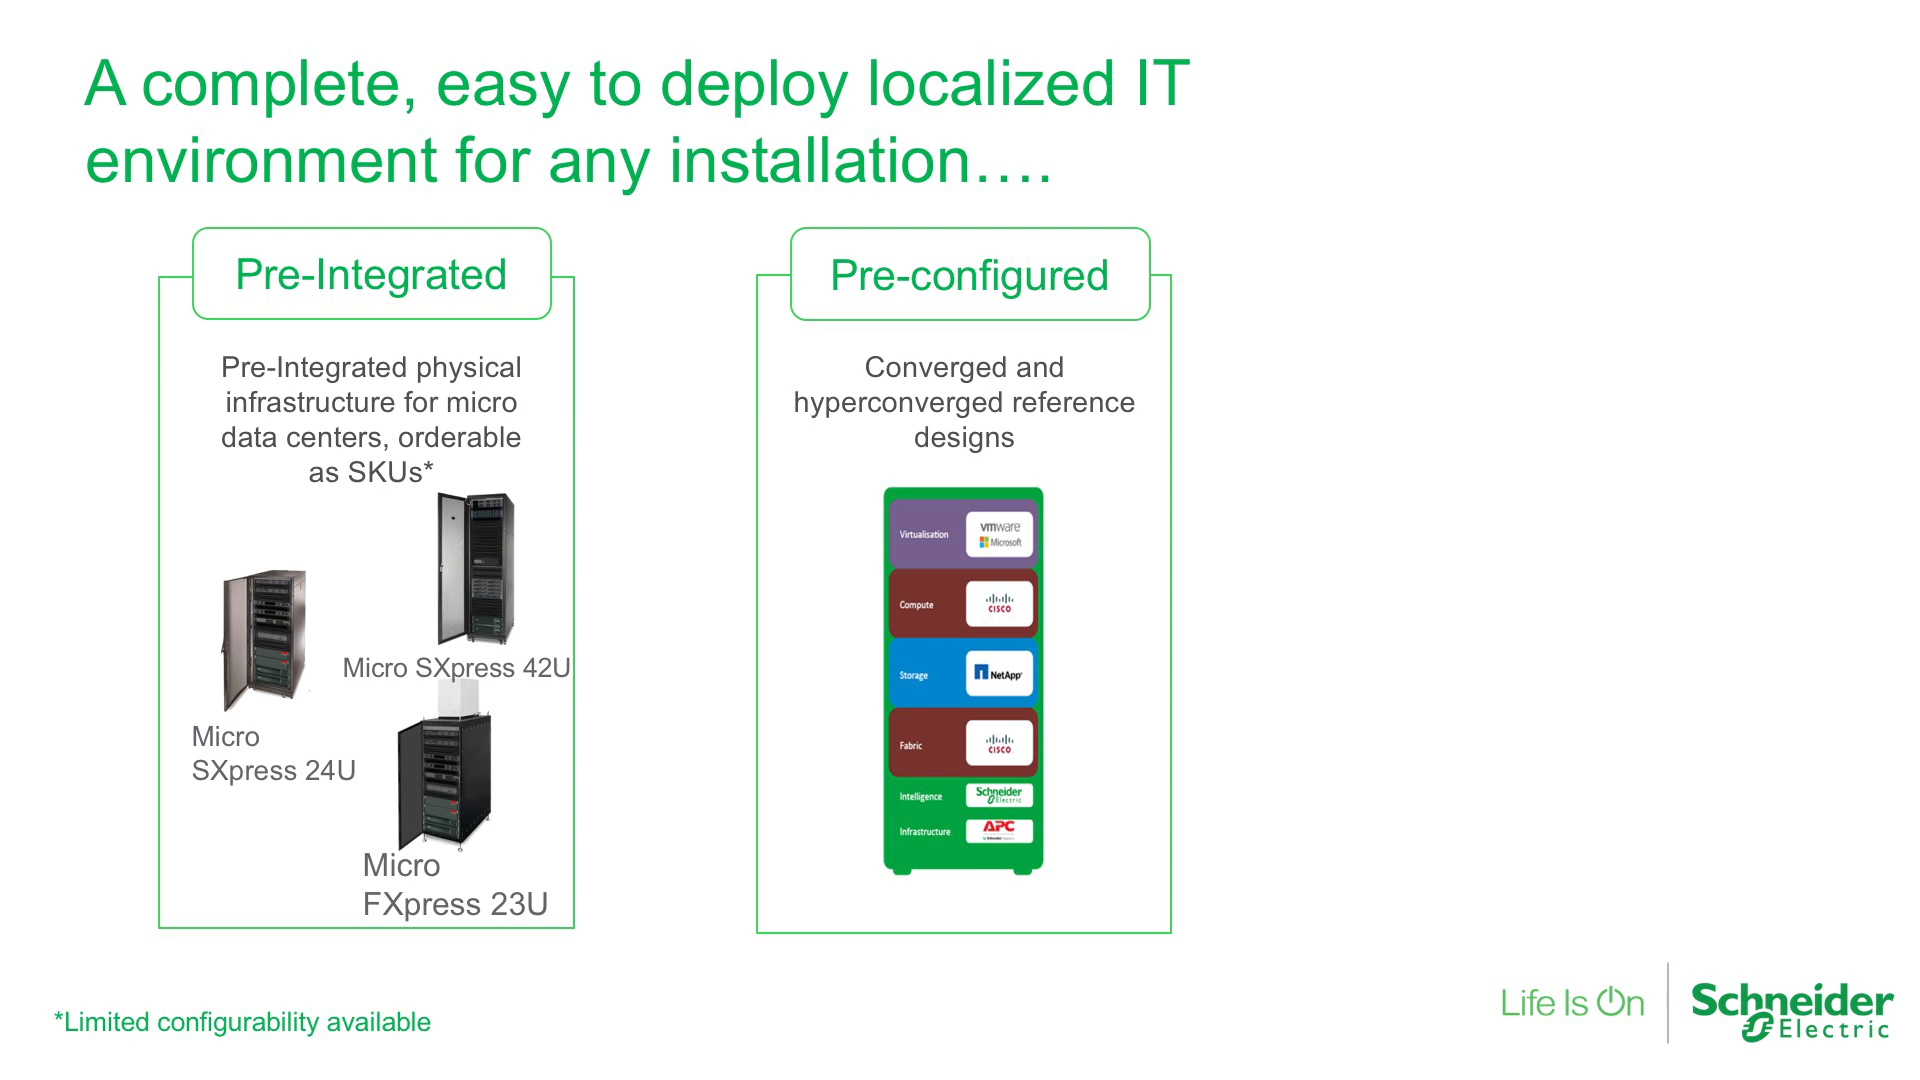 A complete, easy to deploy localized IT
environment for any installation….
Pre-Integrated
Pre-Integrated physical
infrastructure for micro
data centers, orderable
as SKUs*
Micro SXpress 42U
Micro
SXpress 24U
Micro
FXpress 23U
Pre-configured
Converged and
hyperconverged reference
designs
Virtualisation
vmware
Microsoft
Compute
CISCO
Storage
NetApp
Fabric
CISCO
Intelligence
Schneider
Electric
Infrastructure
APC
by Schneider Electric
*Limited configurability available
Life Is On
Schneider
Electric